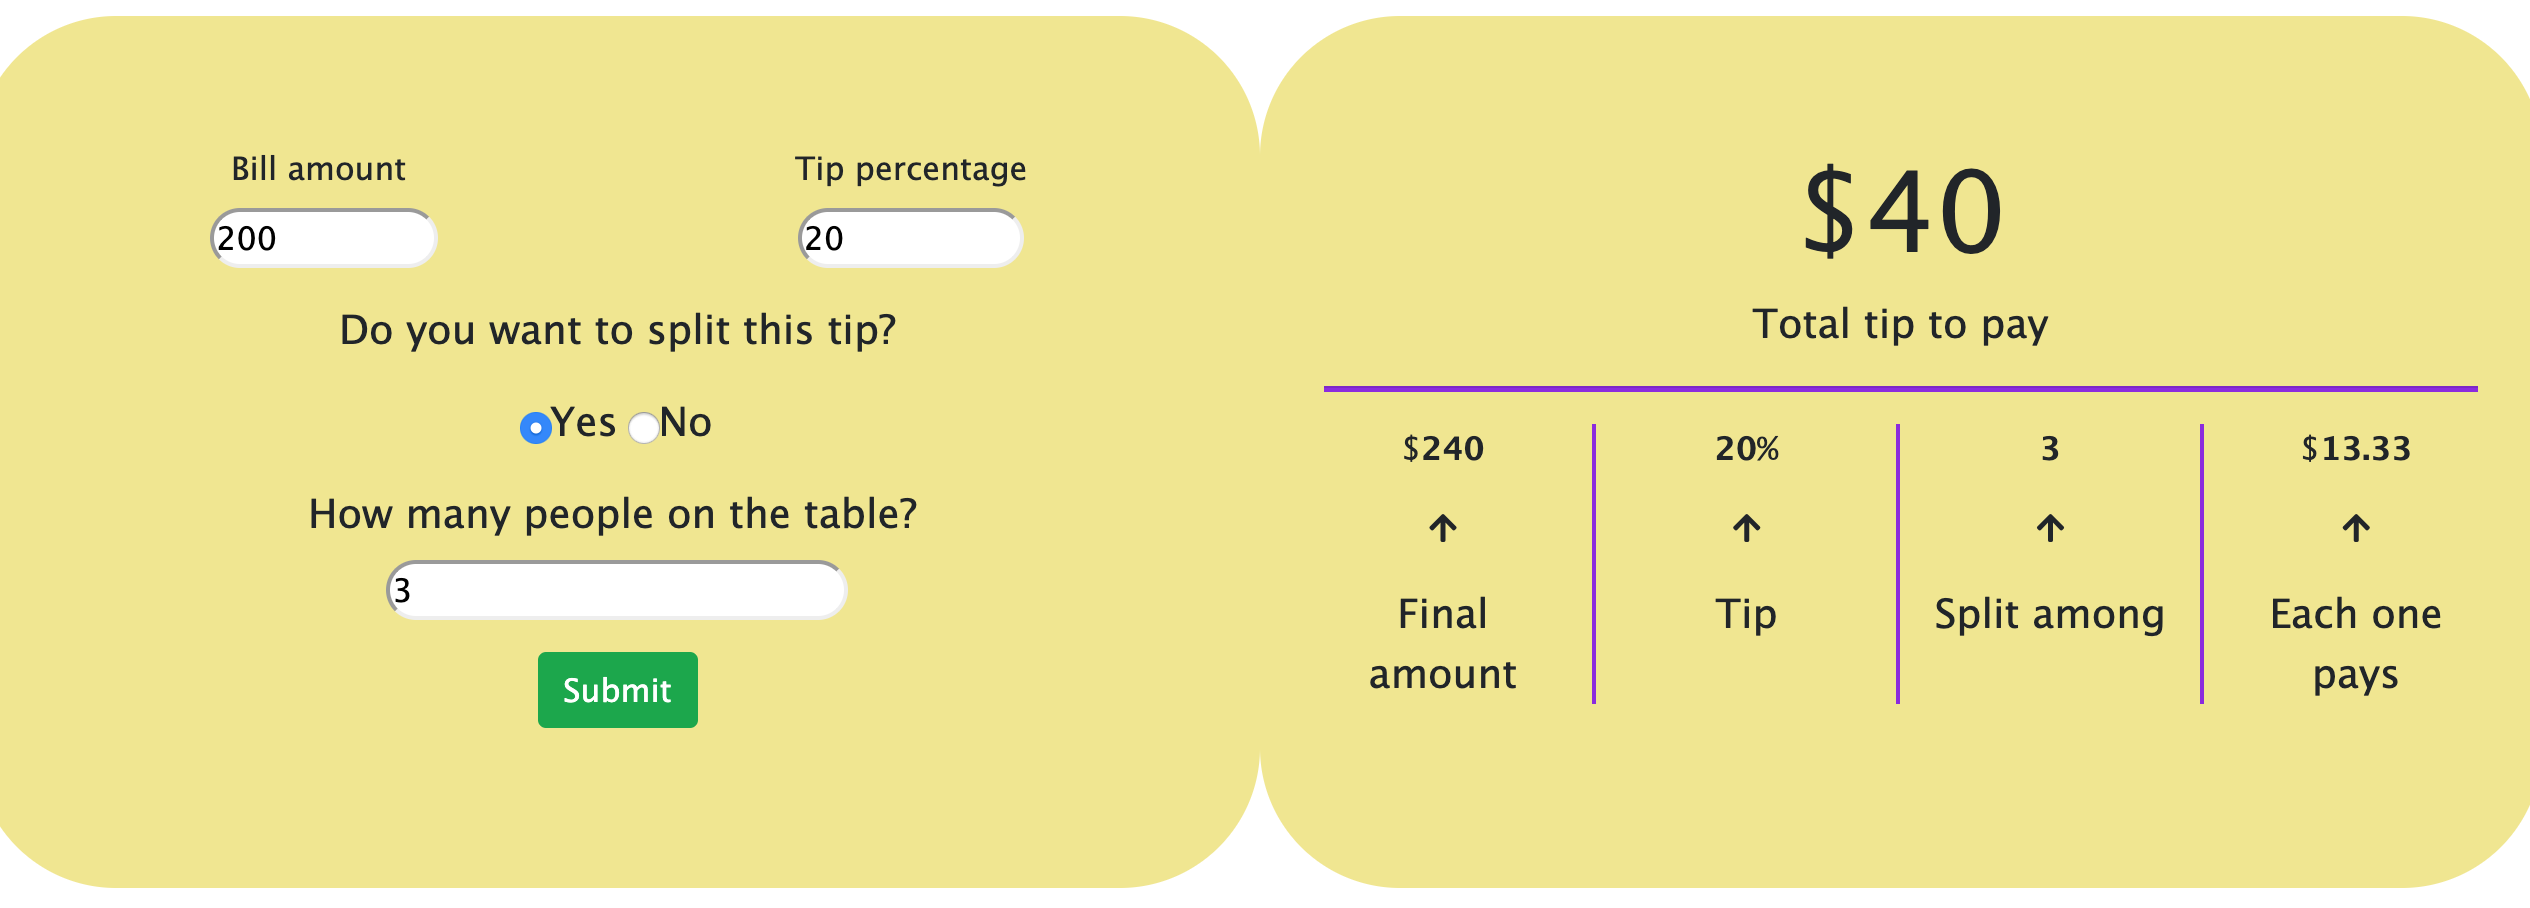 Bill amount
Tip percentage
200
20
Do you want to split this tip?
Yes No
How many people on the table?
3
Submit
$40
Total tip to pay
$240
Final
amount
20%
Tip
3
Split among
$13.33
Each one
pays